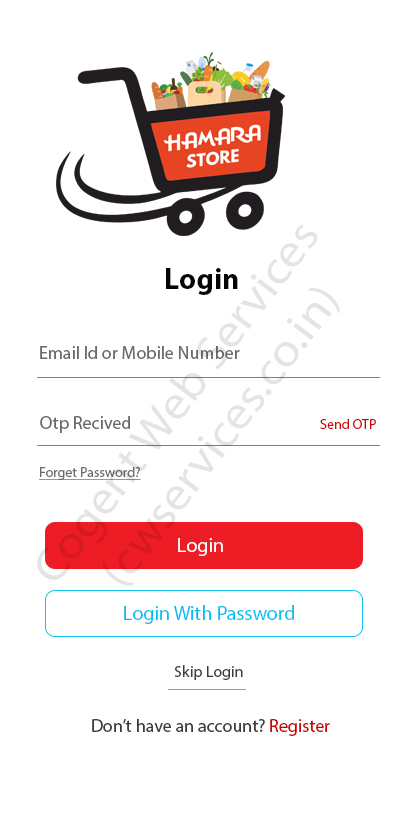 HAMARA
STORE
Login
Email Id or Mobile Number
Otp Recived
Send OTP
Forget Password?
Login
Login With Password
Skip Login
Don't have an account? Register
Cogent Web Services
(cwservices.co.in)